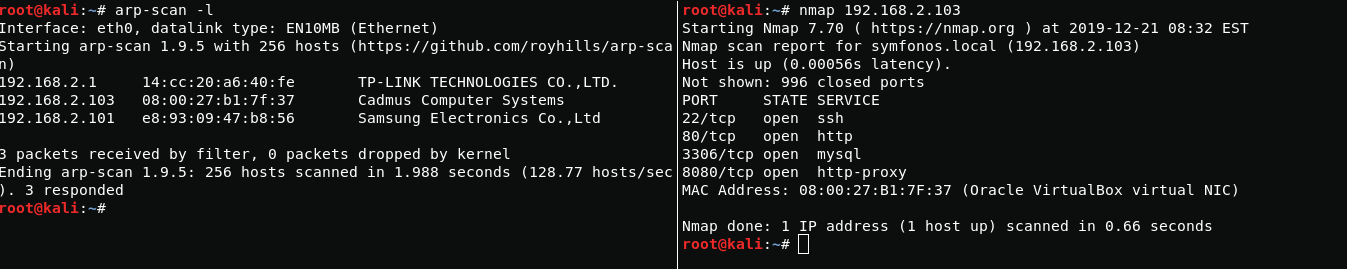 root@kali:~# arp-scan -l
Interface: eth0, datalink type: EN10MB (Ethernet)
Starting arp-scan 1.9.5 with 256 hosts (https://github.com/royhills/arp-sca
n)
192.168.2.1     14:cc:20:a6:40:fe       TP-LINK TECHNOLOGIES CO.,LTD.
192.168.2.103   08:00:27:b1:7f:37       Cadmus Computer Systems
192.168.2.101   e8:93:09:47:b8:56       Samsung Electronics Co.,Ltd
3 packets received by filter, 0 packets dropped by kernel
Ending arp-scan 1.9.5: 256 hosts scanned in 1.988 seconds (128.77 hosts/sec
). 3 responded
root@kali:~#
root@kali:~# nmap 192.168.2.103
Starting Nmap 7.70 ( https://nmap.org ) at 2019-12-21 08:32 EST
Nmap scan report for symfonos.local (192.168.2.103)
Host is up (0.00056s latency).
Not shown: 996 closed ports
PORT     STATE SERVICE
22/tcp   open  ssh
80/tcp   open  http
3306/tcp open  mysql
8080/tcp open  http-proxy
MAC Address: 08:00:27:B1:7F:37 (Oracle VirtualBox virtual NIC)
Nmap done: 1 IP address (1 host up) scanned in 0.66 seconds
root@kali:~#